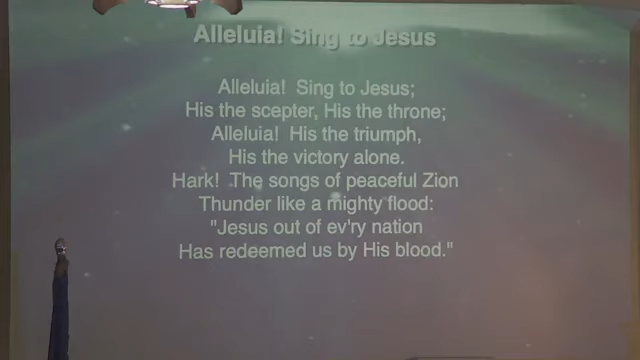 Alleluia! Sing to Jesus
Alleluia! Sing to Jesus;
His the scepter, His the throne;
Alleluia! His the triumph,
His the victory alone.
Hark! The songs of peaceful Zion
Thunder like a mighty flood:
"Jesus out of ev'ry nation
Has redeemed us by His blood."